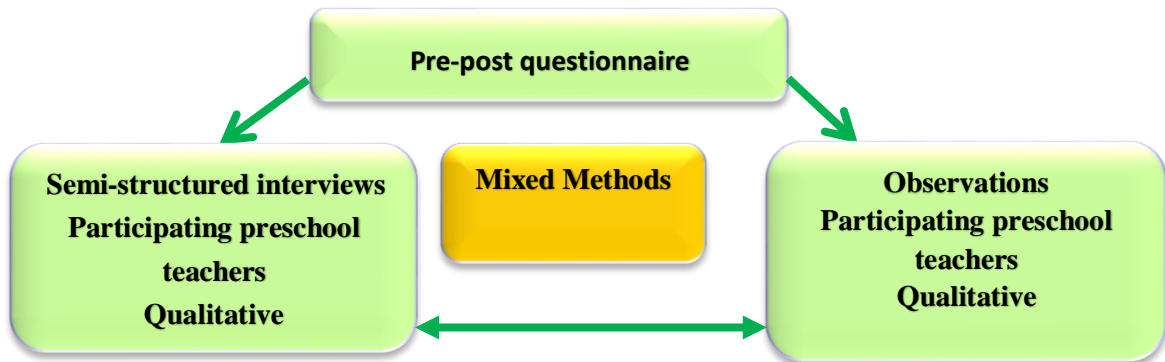 Pre-post questionnaire
Semi-structured interviews
Participating preschool
teachers
Qualitative
Mixed Methods
Observations
Participating preschool
teachers
Qualitative